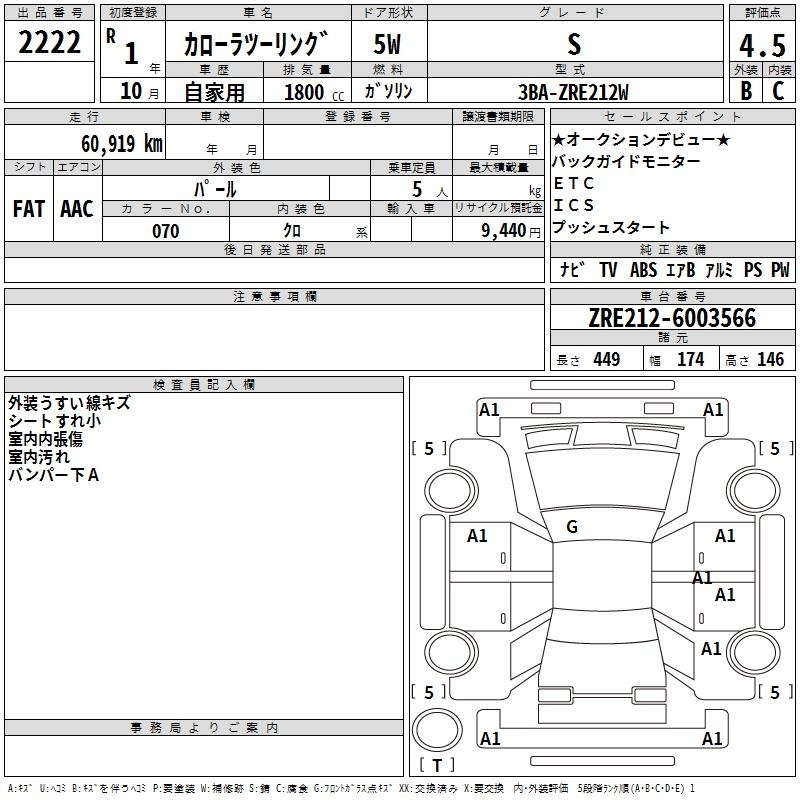 出品番号 初度登録 車名 ドア形状 グレード 評価点
2222 R 1 年 ｶﾛｰﾗﾂｰﾘﾝｸﾞ 5W S 4.5
車歴 排気量 燃料 型式 外装 内装
10 月 自家用 1800 CC ｶﾞｿﾘﾝ 3BA-ZRE212W B C
走行 車検 登録番号 譲渡書類期限 セールスポイント
60,919 km 年 月 月 日
★オークションデビュー★
バックガイドモニター
ＥＴＣ
ＩＣＳ
プッシュスタート
シフト エアコン 外装色 乗車定員 最大積載量
FAT AAC ﾊﾟｰﾙ 5 人 kg
カラーNo. 内装色 輸入車 リサイクル預託金
070 ｸﾛ 系 9,440 円
後日発送部品 純正装備
ﾅﾋﾞ TV ABS ｴｱB ｱﾙﾐ PS PW
注意事項欄 車台番号
ZRE212-6003566
諸元
長さ 449 幅 174 高さ 146
検査員記入欄
外装うすい線キズ
シートすれ小
室内内張傷
室内汚れ
バンパー下Ａ
事務局よりご案内
A1 A1
[ 5 ] [ 5 ]
G
A1 A1
A1
A1
A1
[ 5 ] [ 5 ]
A1 A1
[ T ]
A:ｷｽﾞ U:ﾍｺﾐ B:ｷｽﾞを伴うﾍｺﾐ P:要塗装 W:補修跡 S:錆 C:腐食 G:ﾌﾛﾝﾄｶﾞﾗｽ点ｷｽﾞ XX:交換済み X:要交換 内・外装評価 5段階ﾗﾝｸ順(A・B・C・D・E) 1